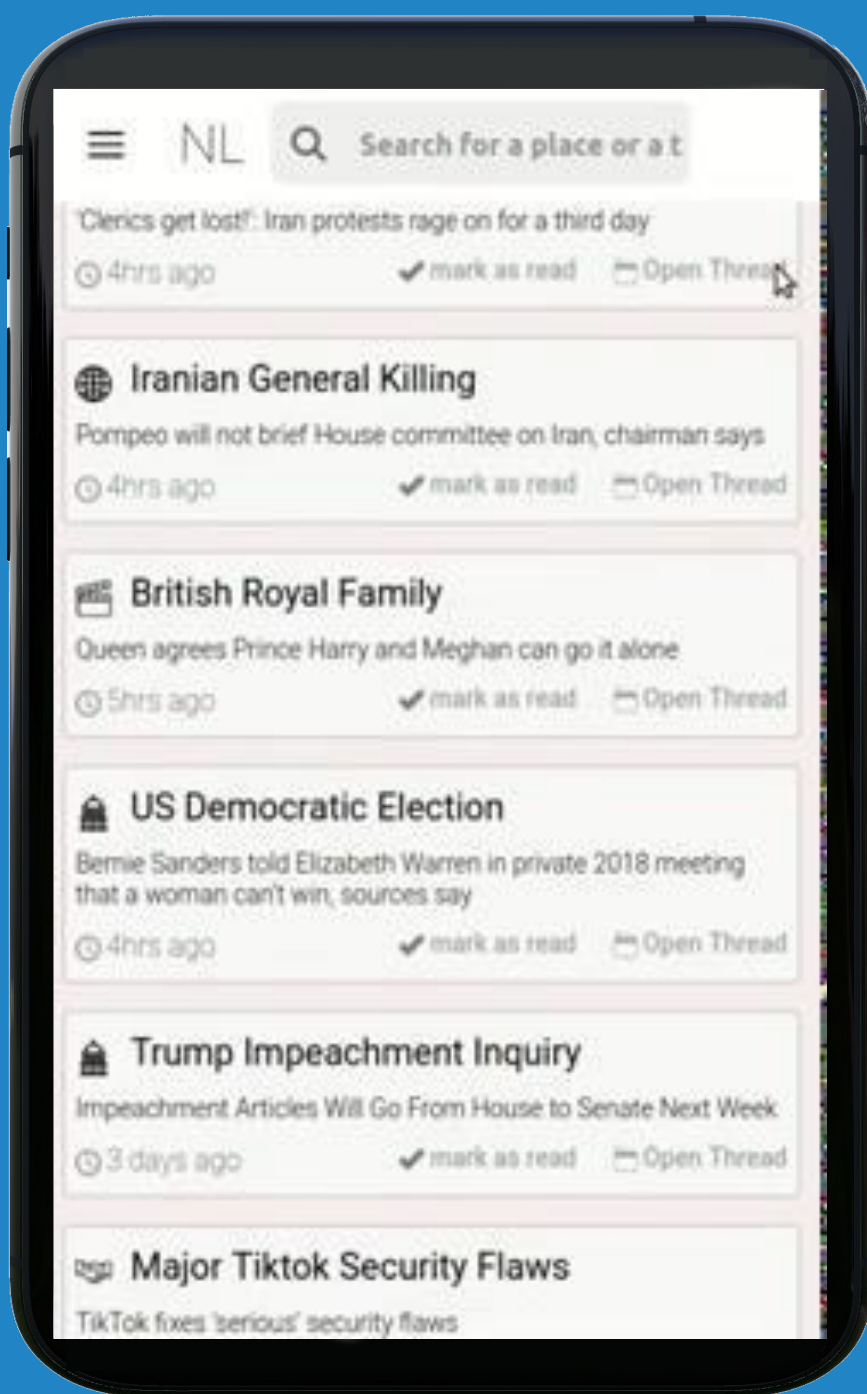 NL
Search for a place or a t
'Clerics get lost!': Iran protests rage on for a third day
4hrs ago mark as read Open Thread
Iranian General Killing
Pompeo will not brief House committee on Iran, chairman says
4hrs ago mark as read Open Thread
British Royal Family
Queen agrees Prince Harry and Meghan can go it alone
5hrs ago mark as read Open Thread
US Democratic Election
Bernie Sanders told Elizabeth Warren in private 2018 meeting
that a woman can't win, sources say
4hrs ago mark as read Open Thread
Trump Impeachment Inquiry
Impeachment Articles Will Go From House to Senate Next Week
3 days ago mark as read Open Thread
Major Tiktok Security Flaws
TikTok fixes 'serious' security flaws